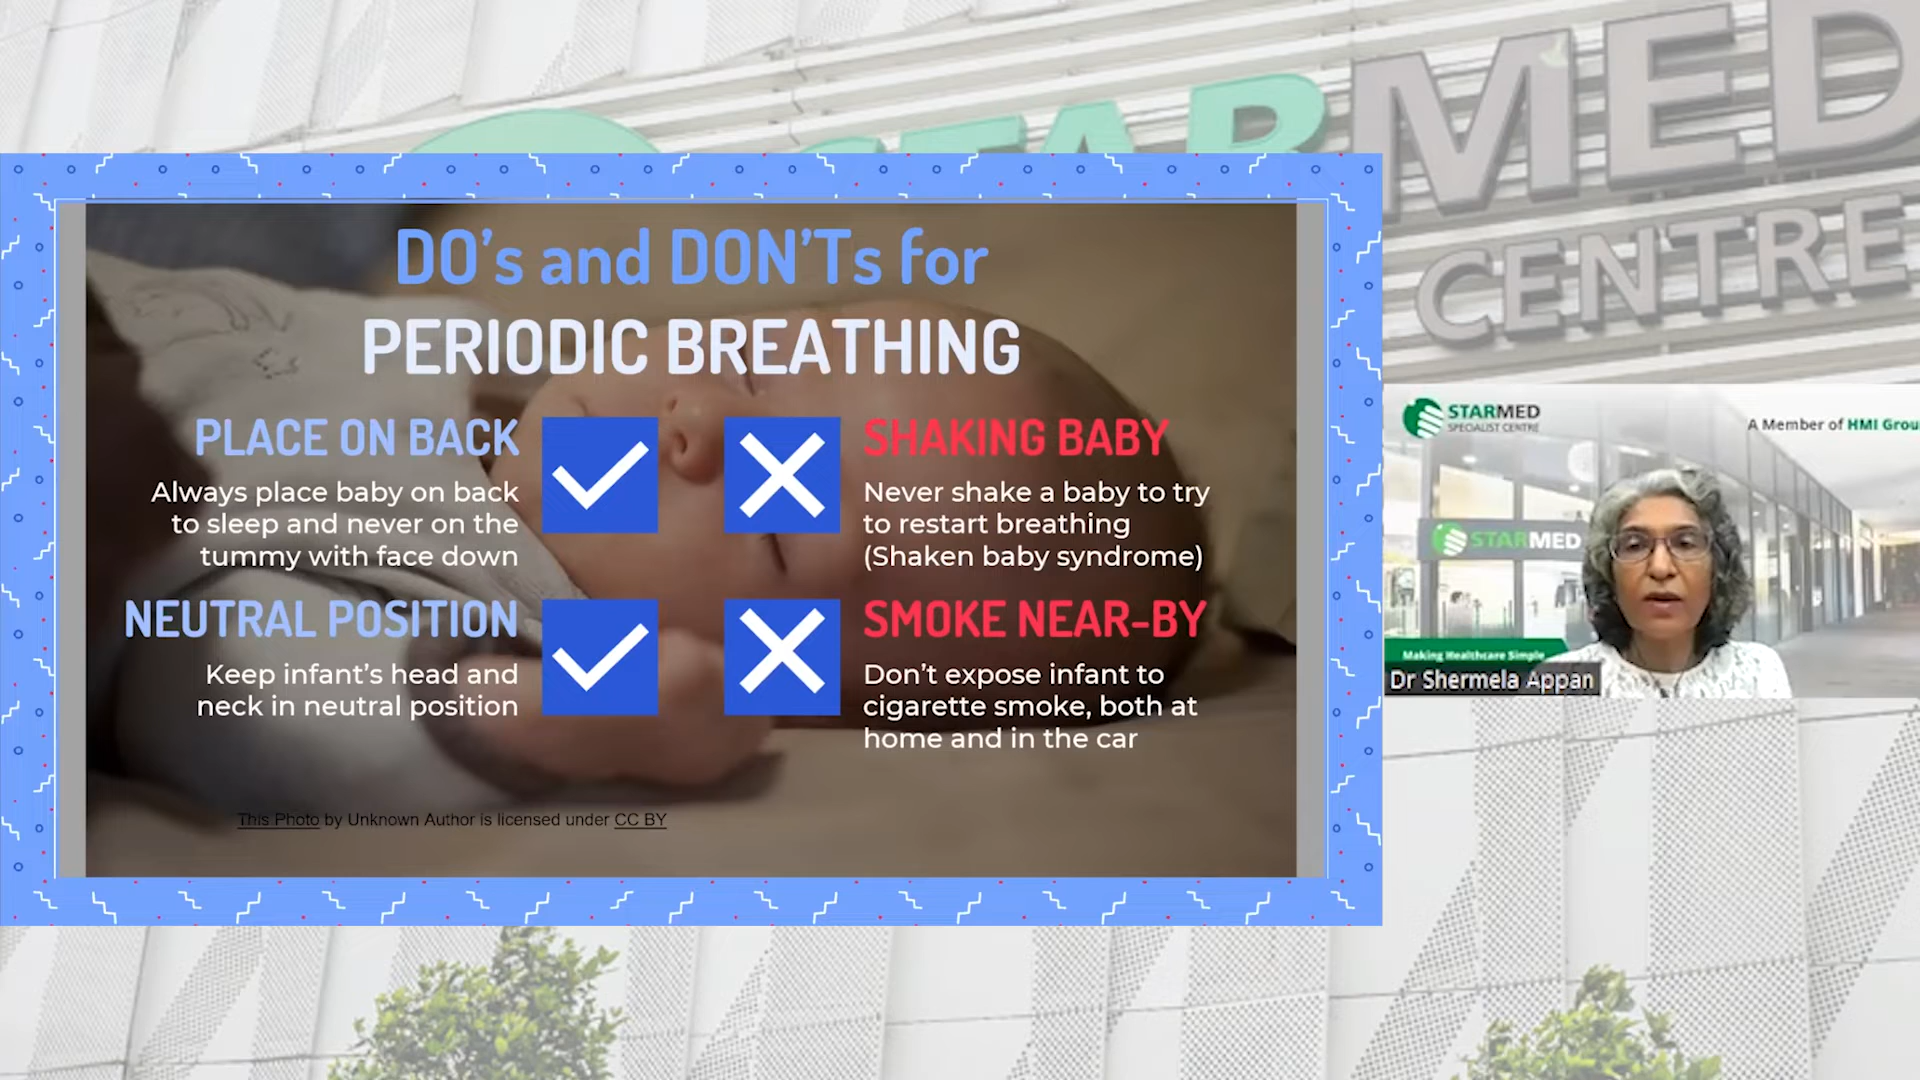 STARMED
CENTRE
DO's and DON'Ts for
PERIODIC BREATHING
PLACE ON BACK
Always place baby on back
to sleep and never on the
tummy with face down
SHAKING BABY
Never shake a baby to try
to restart breathing
(Shaken baby syndrome)
NEUTRAL POSITION
Keep infant's head and
neck in neutral position
SMOKE NEAR-BY
Don't expose infant to
cigarette smoke, both at
home and in the car
This Photo by Unknown Author is licensed under CC BY
STARMED
SPECIALIST CENTRE
A Member of HMI Grou
STARMED
Making Healthcare Simple
Dr Shermela Appan